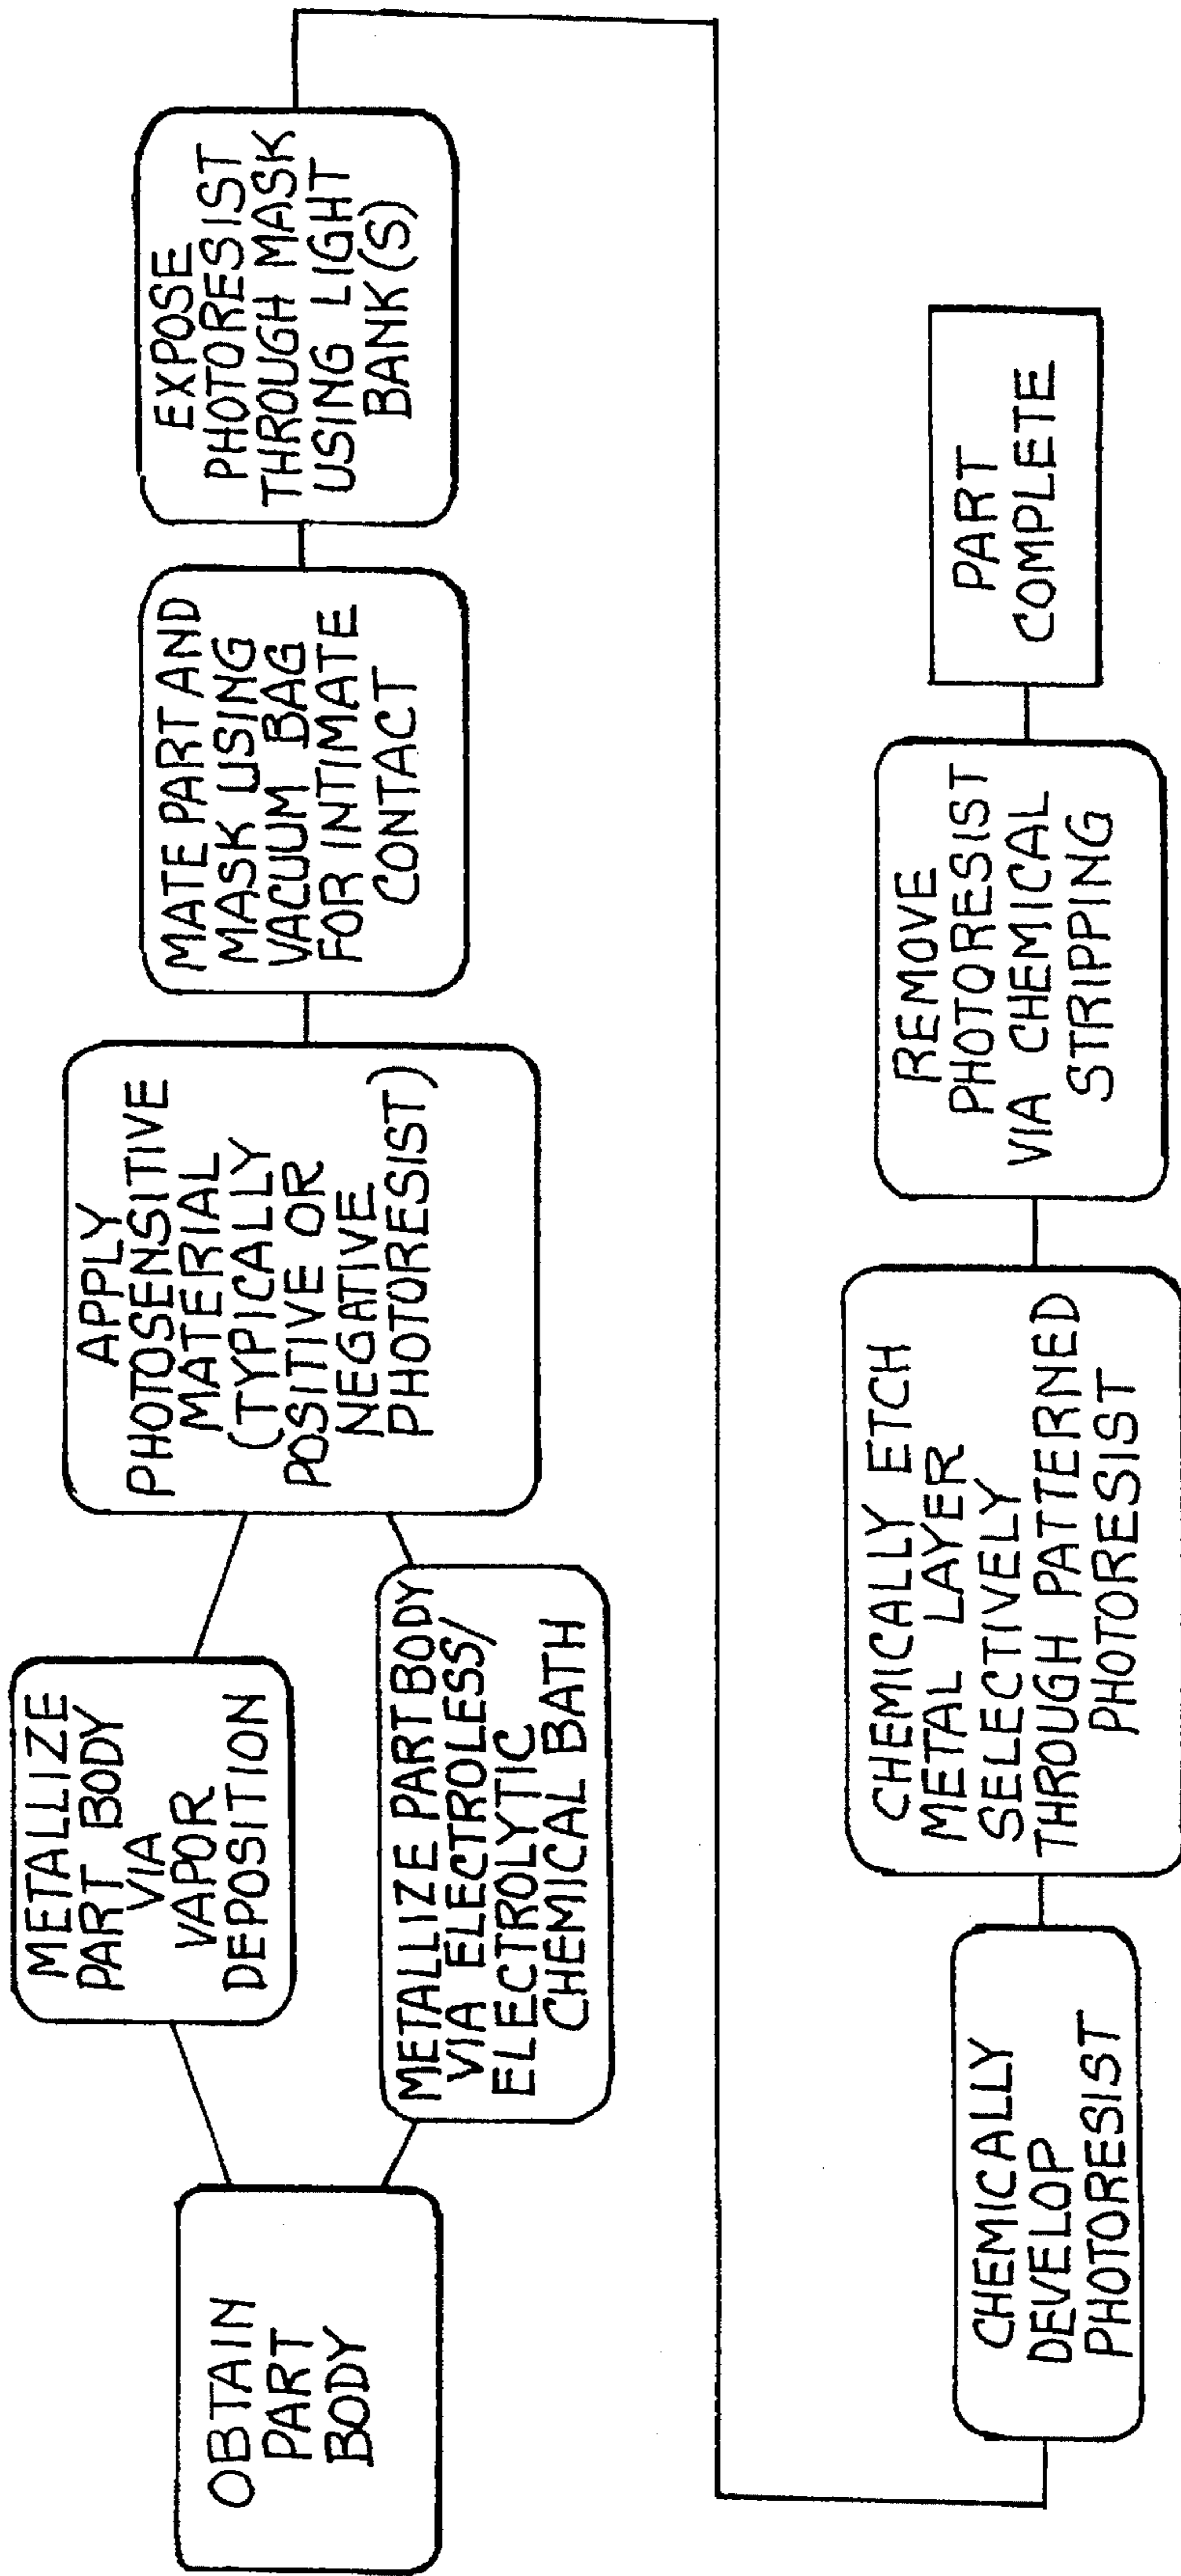 OBTAIN
PART
BODY
METALLIZE
PART BODY
VIA
VAPOR
DEPOSITION
METALLIZE PART BODY
VIA ELECTROLESS/
ELECTROLYTIC
CHEMICAL BATH
APPLY
PHOTOSENSITIVE
MATERIAL
(TYPICALLY
POSITIVE OR
NEGATIVE
PHOTORESIST)
MATE PART AND
MASK USING
VACUUM BAG
FOR INTIMATE
CONTACT
EXPOSE
PHOTORESIST
THROUGH MASK
USING LIGHT
BANK(S)
CHEMICALLY
DEVELOP
PHOTORESIST
CHEMICALLY ETCH
METAL LAYER
SELECTIVELY
THROUGH PATTERNED
PHOTORESIST
REMOVE
PHOTORESIST
VIA CHEMICAL
STRIPPING
PART
COMPLETE